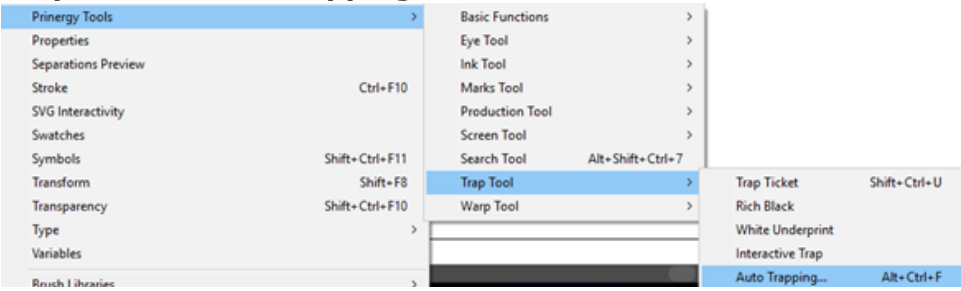 Prinergy Tools >
Properties
Separations Preview
Stroke Ctrl+F10
SVG Interactivity
Swatches
Symbols Shift+Ctrl+F11
Transform Shift+F8
Transparency Shift+Ctrl+F10
Type >
Variables
Brush Libraries >
Basic Functions >
Eye Tool >
Ink Tool >
Marks Tool >
Production Tool >
Screen Tool >
Search Tool Alt+Shift+Ctrl+7
Trap Tool >
Warp Tool >
Trap Ticket Shift+Ctrl+U
Rich Black
White Underprint
Interactive Trap
Auto Trapping... Alt+Ctrl+F